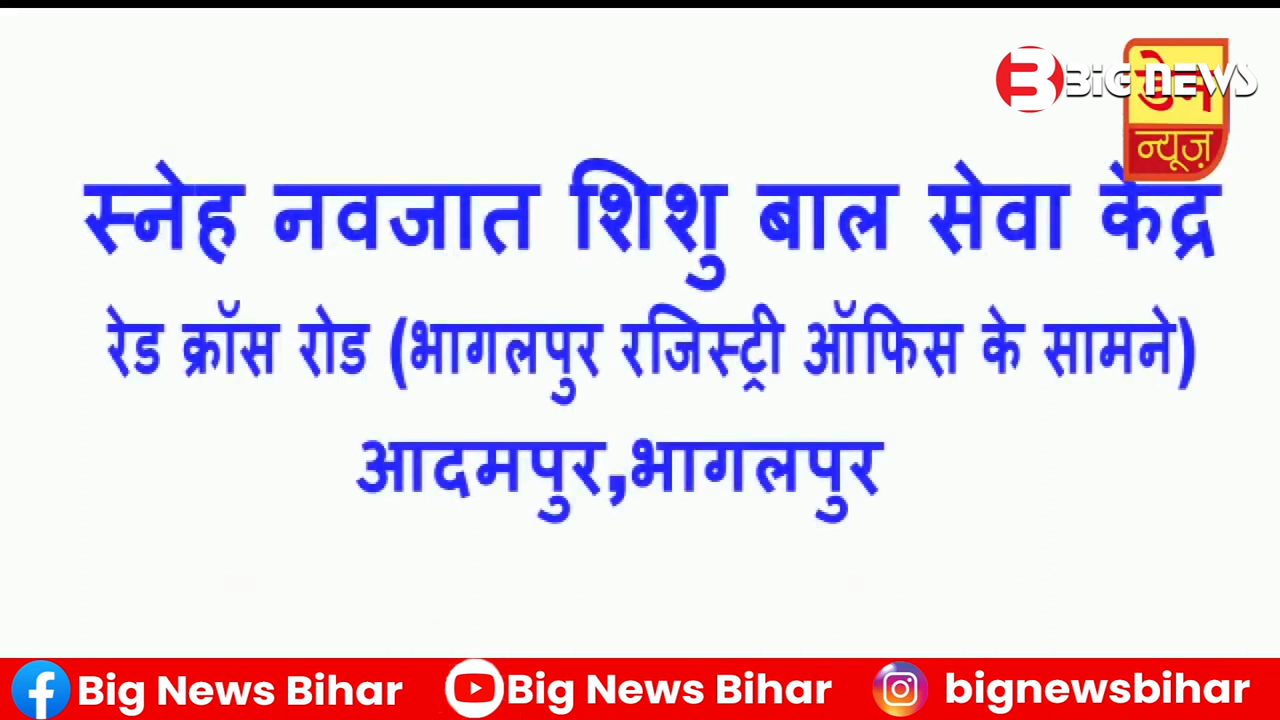 BIG NEWS
डेन
न्यूज़
स्नेह नवजात शिशु बाल सेवा केंद्र
रेड क्रॉस रोड (भागलपुर रजिस्ट्री ऑफिस के सामने)
आदमपुर,भागलपुर
Big News Bihar Big News Bihar bignewsbihar